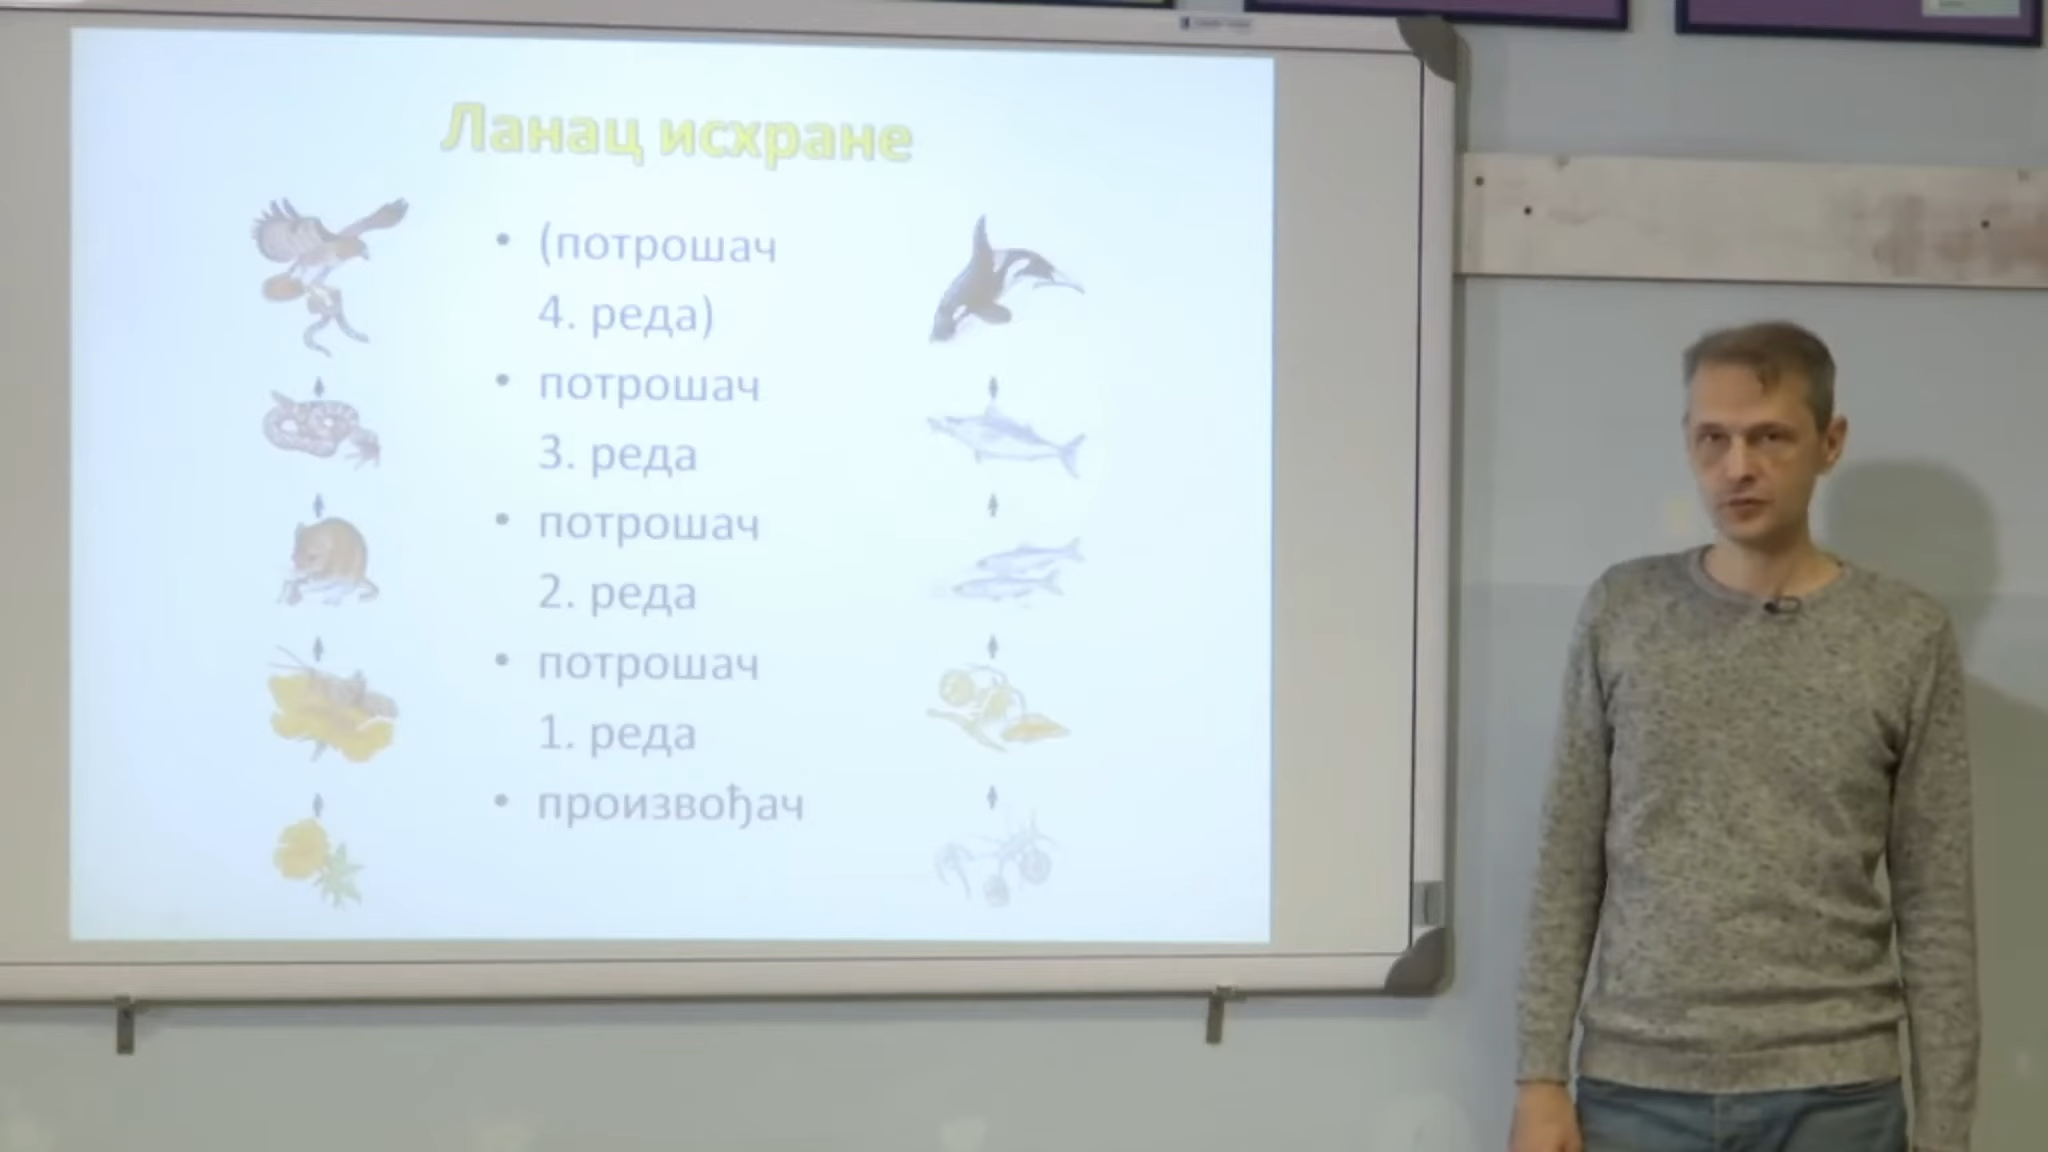 Ланац исхране
• (потрошач
4. реда)
• потрошач
3. реда
• потрошач
2. реда
• потрошач
1. реда
• произвођач